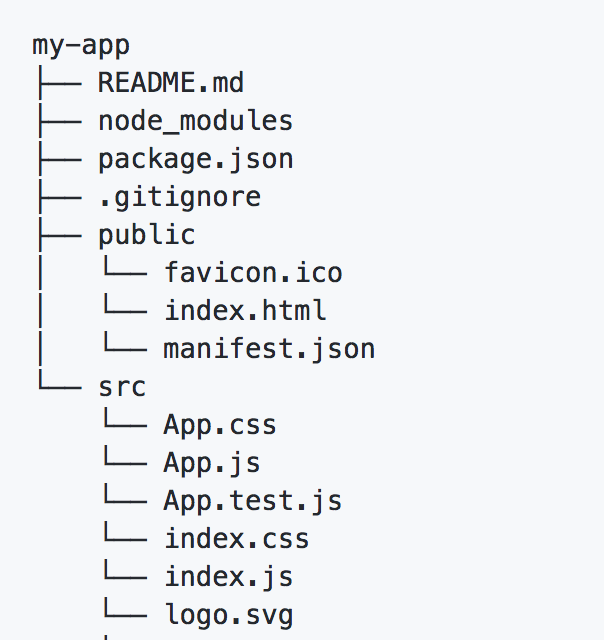 my-app
├── README.md
├── node_modules
├── package.json
├── .gitignore
├── public
│   └── favicon.ico
│   └── index.html
│   └── manifest.json
└── src
    └── App.css
    └── App.js
    └── App.test.js
    └── index.css
    └── index.js
    └── logo.svg